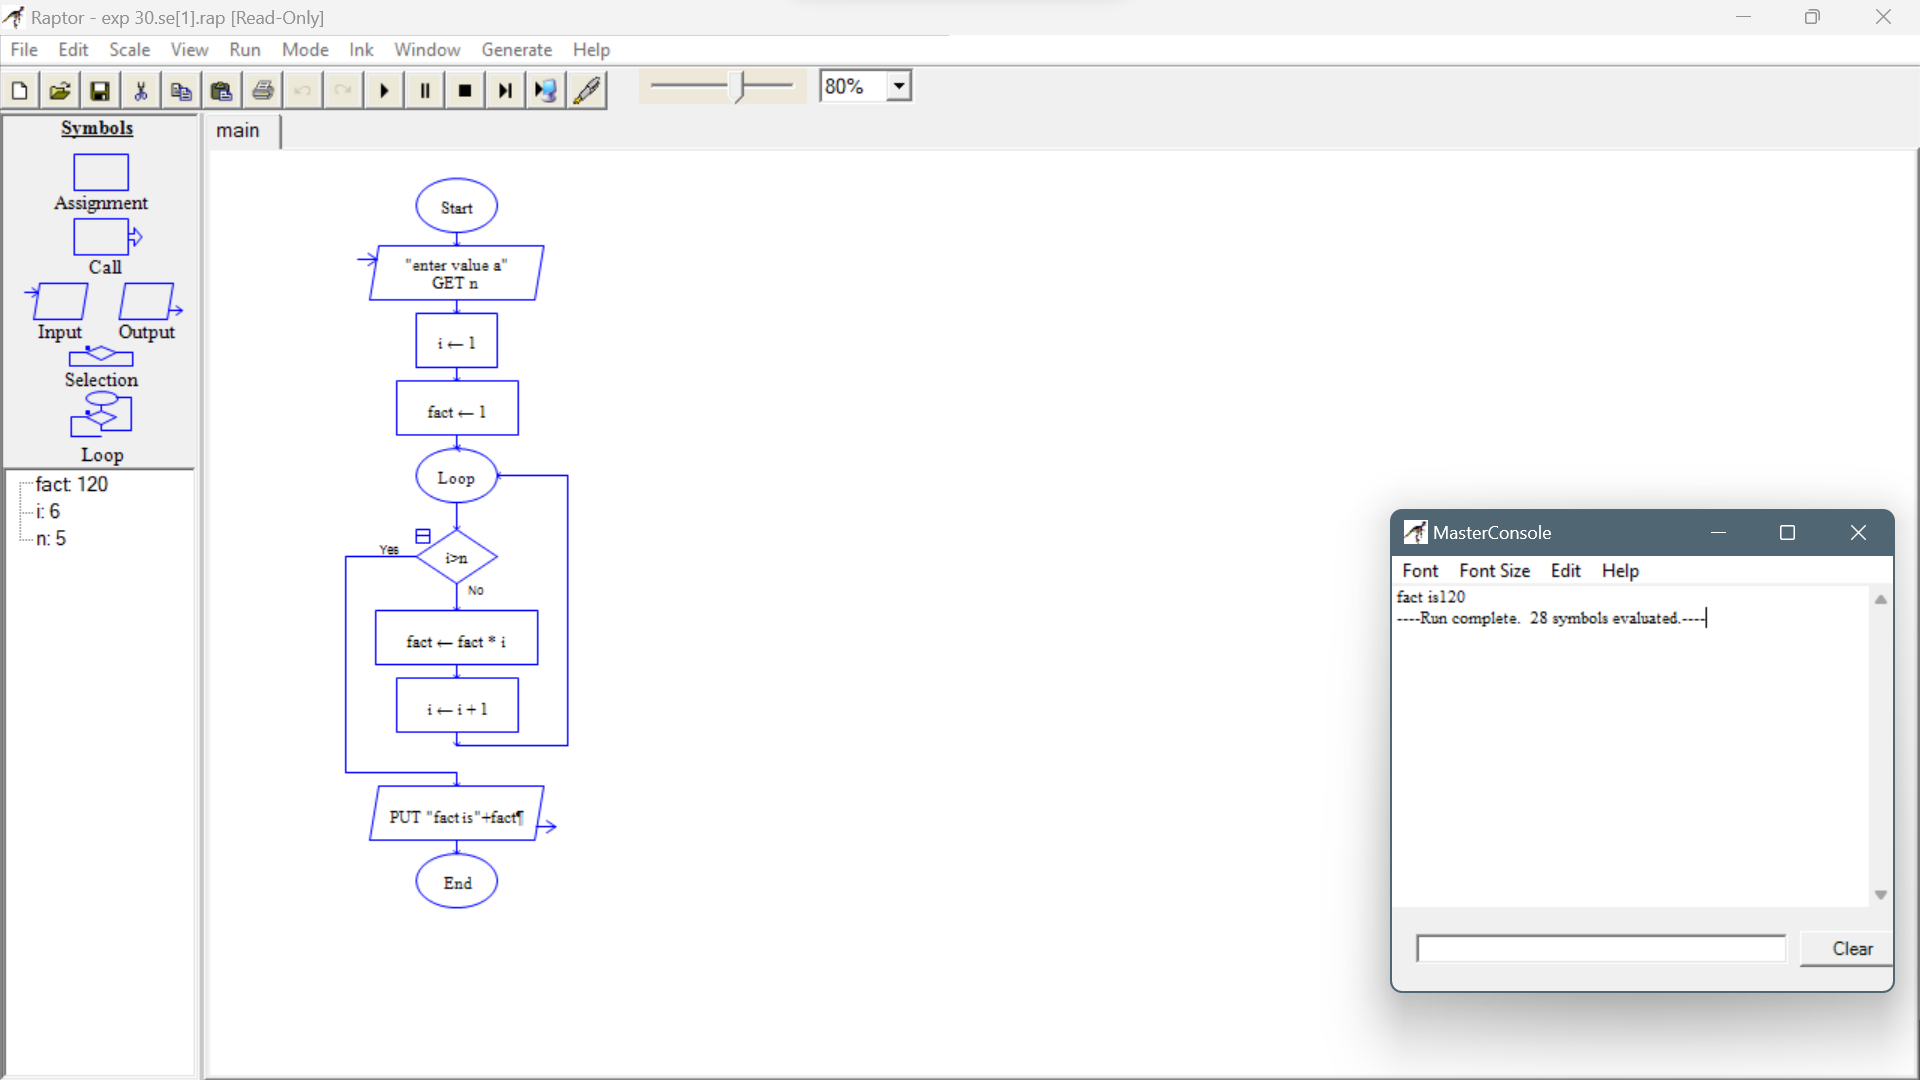 Raptor - exp 30.se[1].rap [Read-Only]
File Edit Scale View Run Mode Ink Window Generate Help
80%
Symbols
Assignment
Call
Input Output
Selection
Loop
fact: 120
i: 6
n: 5
main
Start
"enter value a"
GET n
i ← 1
fact ← 1
Loop
Yes
i>n
No
fact ← fact * i
i ← i + 1
PUT "fact is"+fact¶
End
MasterConsole
Font Font Size Edit Help
fact is120
----Run complete.  28 symbols evaluated.----
Clear